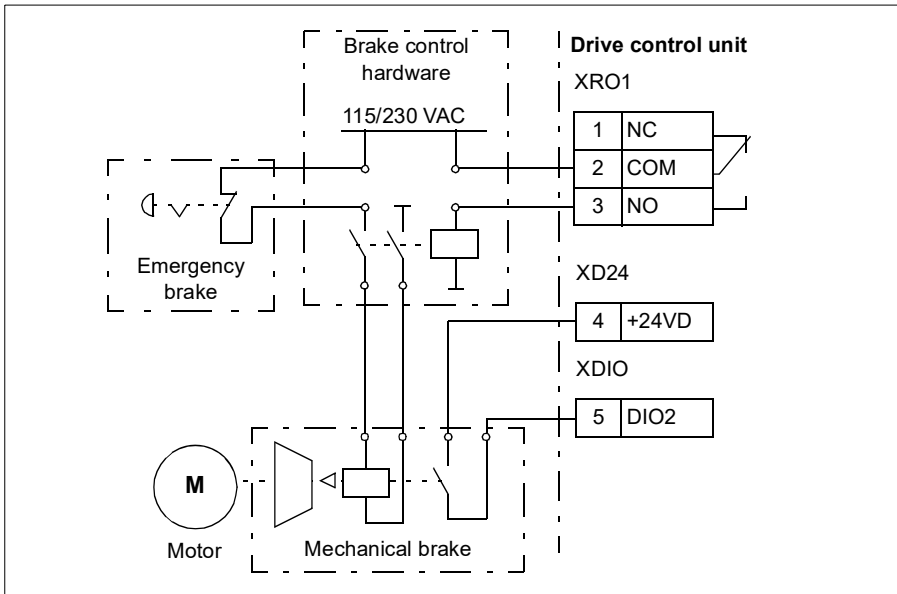 Brake control
hardware
115/230 VAC
Drive control unit
XRO1
1 NC
2 COM
3 NO
Emergency
brake
XD24
4 +24VD
XDIO
5 DIO2
M
Motor
Mechanical brake